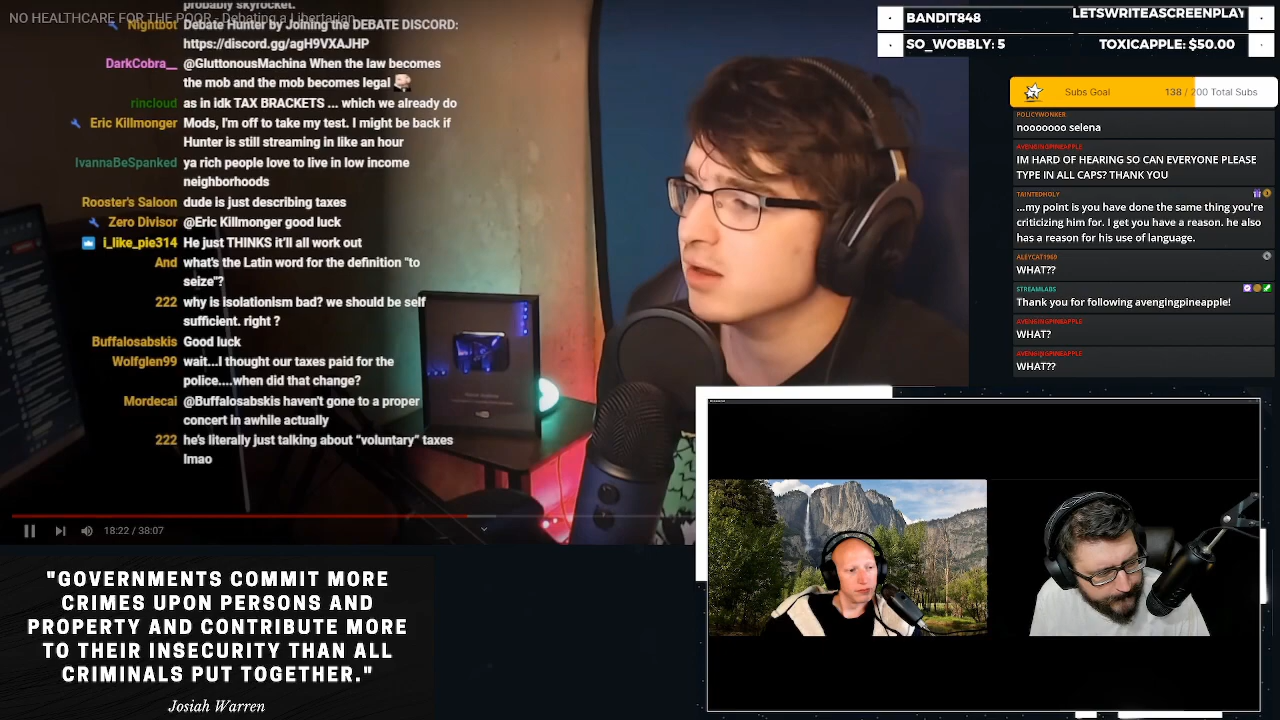 NO HEALTHCARE FOR THE POOR - Debating a Libertarian
probably skyrocket.
Nightbot Debate Hunter by Joining the DEBATE DISCORD:
https://discord.gg/agH9VXAJHP
DarkCobra__ @GluttonousMachina When the law becomes
the mob and the mob becomes legal
rincloud as in idk TAX BRACKETS ... which we already do
Eric Killmonger Mods, I'm off to take my test. I might be back if
Hunter is still streaming in like an hour
IvannaBeSpanked ya rich people love to live in low income
neighborhoods
Rooster's Saloon dude is just describing taxes
Zero Divisor @Eric Killmonger good luck
i_like_pie314 He just THINKS it'll all work out
And what's the Latin word for the definition "to
seize"?
222 why is isolationism bad? we should be self
sufficient. right ?
Buffalosabskis Good luck
Wolfglen99 wait...I thought our taxes paid for the
police....when did that change?
Mordecai @Buffalosabskis haven't gone to a proper
concert in awhile actually
222 he's literally just talking about “voluntary” taxes
lmao
18:22 / 38:07
"GOVERNMENTS COMMIT MORE
CRIMES UPON PERSONS AND
PROPERTY AND CONTRIBUTE MORE
TO THEIR INSECURITY THAN ALL
CRIMINALS PUT TOGETHER."
Josiah Warren
BANDIT848
LETSWRITEASCREENPLAY
SO_WOBBLY: 5
TOXICAPPLE: $50.00
Subs Goal 138 / 200 Total Subs
POLICYWONKER
nooooooo selena
AVENGINGPINEAPPLE
IM HARD OF HEARING SO CAN EVERYONE PLEASE
TYPE IN ALL CAPS? THANK YOU
TAINTEDHOLY
...my point is you have done the same thing you're
criticizing him for. I get you have a reason. he also
has a reason for his use of language.
ALEYCAT1960
WHAT??
STREAMLABS
Thank you for following avengingpineapple!
AVENGINGPINEAPPLE
WHAT?
AVENGINGPINEAPPLE
WHAT??